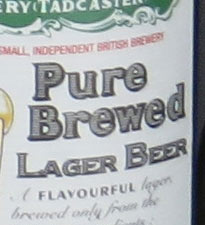 ERY (TADCASTER
SMALL, INDEPENDENT BRITISH BREWERY
Pure
Brewed
LAGER BEER
A FLAVOURFUL lager,
brewed only from the